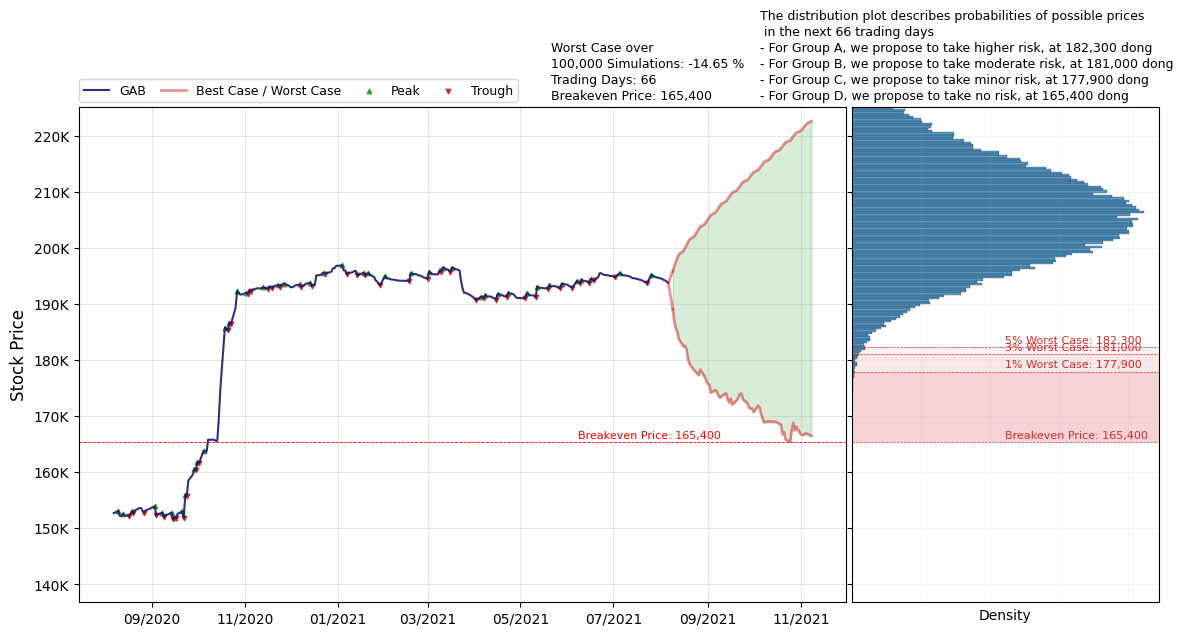 The distribution plot describes probabilities of possible prices
in the next 66 trading days
- For Group A, we propose to take higher risk, at 182,300 dong
- For Group B, we propose to take moderate risk, at 181,000 dong
- For Group C, we propose to take minor risk, at 177,900 dong
- For Group D, we propose to take no risk, at 165,400 dong
Worst Case over
100,000 Simulations: -14.65 %
Trading Days: 66
Breakeven Price: 165,400
GAB
Best Case / Worst Case
Peak
Trough
Stock Price
220K
210K
200K
190K
180K
170K
160K
150K
140K
Breakeven Price: 165,400
09/2020
11/2020
01/2021
03/2021
05/2021
07/2021
09/2021
11/2021
5% Worst Case: 182,300
3% Worst Case: 181,000
1% Worst Case: 177,900
Breakeven Price: 165,400
Density